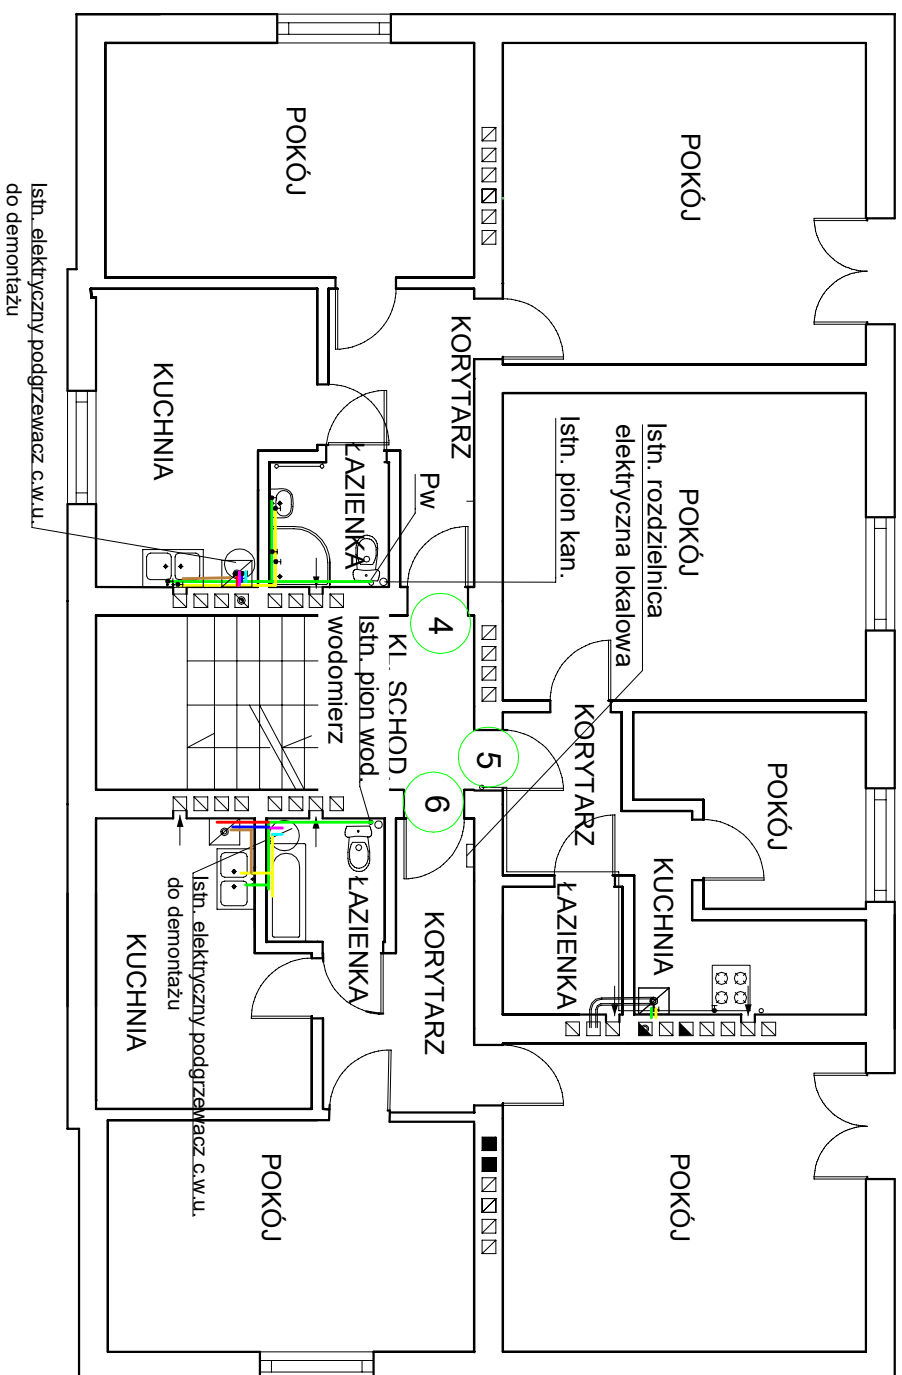 POKÓJ
POKÓJ
KORYTARZ
KUCHNIA
ŁAZIENKA
Pw
Istn. pion kan.
Istn. rozdzielnica
elektryczna lokalowa
POKÓJ
Istn. elektryczny podgrzewacz c.w.u.
do demontażu
4
5
6
KL. SCHOD.
Istn. pion wod.
wodomierz
KORYTARZ
POKÓJ
KUCHNIA
ŁAZIENKA
ŁAZIENKA
KORYTARZ
KUCHNIA
Istn. elektryczny podgrzewacz c.w.u.
do demontażu
POKÓJ
POKÓJ